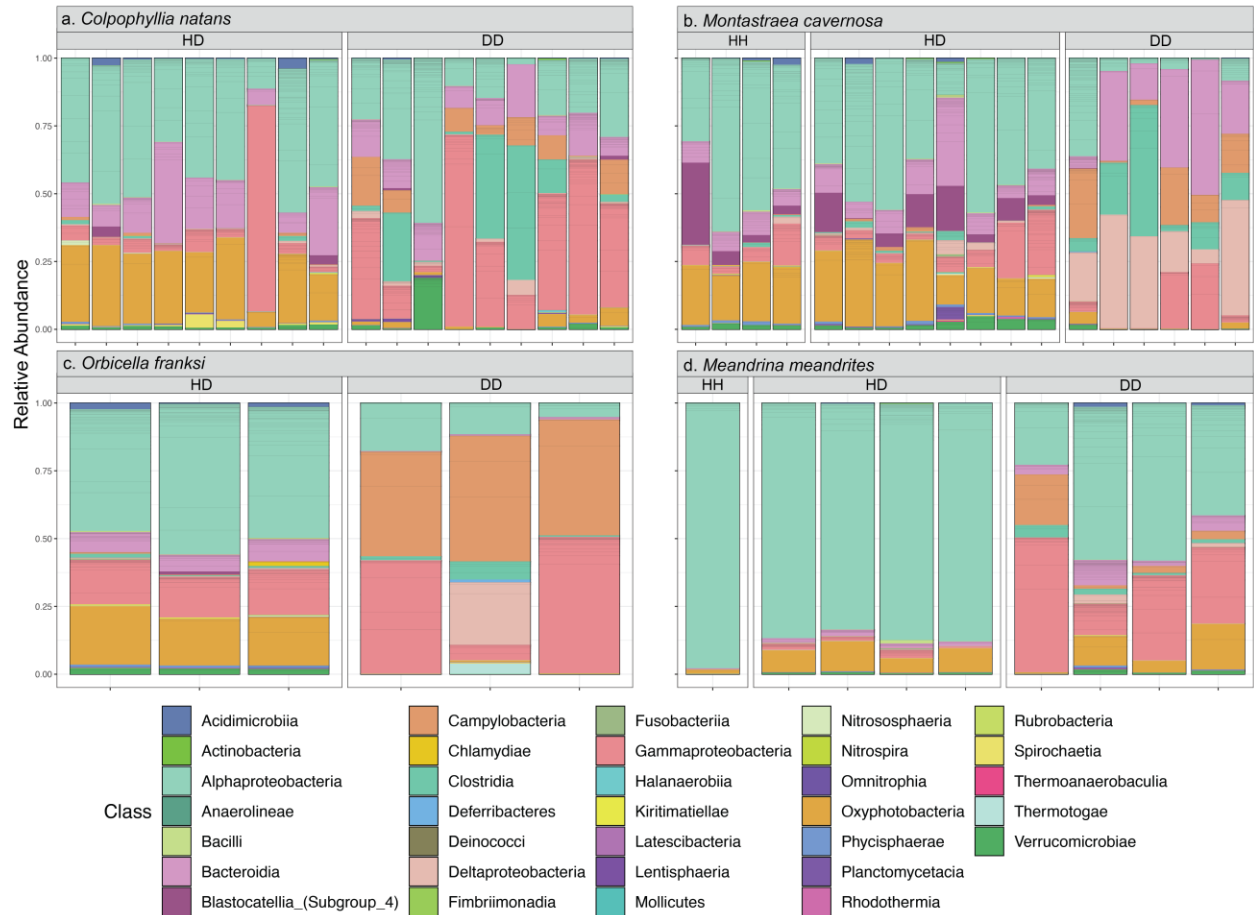 a. Colpophyllia natans
HD DD
b. Montastraea cavernosa
HH HD DD
1.00
0.75
0.50
0.25
0.00
c. Orbicella franksi
HD DD
d. Meandrina meandrites
HH HD DD
1.00
0.75
0.50
0.25
0.00
Relative Abundance
Class
Acidimicrobiia
Actinobacteria
Alphaproteobacteria
Anaerolineae
Bacilli
Bacteroidia
Blastocatellia_(Subgroup_4)
Campylobacteria
Chlamydiae
Clostridia
Deferribacteres
Deinococci
Deltaproteobacteria
Fimbriimonadia
Fusobacteriia
Gammaproteobacteria
Halanaerobiia
Kiritimatiellae
Latescibacteria
Lentisphaeria
Mollicutes
Nitrososphaeria
Nitrospira
Omnitrophia
Oxyphotobacteria
Phycisphaerae
Planctomycetacia
Rhodothermia
Rubrobacteria
Spirochaetia
Thermoanaerobaculia
Thermotogae
Verrucomicrobiae